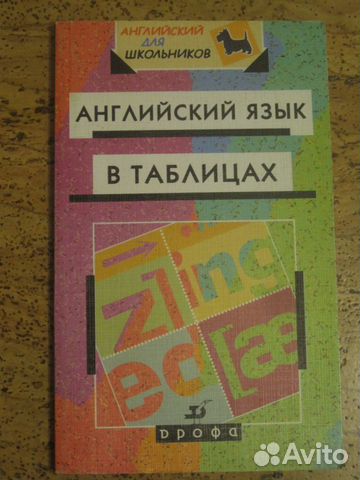 АНГЛИЙСКИЙ
ДЛЯ
ШКОЛЬНИКОВ
АНГЛИЙСКИЙ ЯЗЫК
В ТАБЛИЦАХ
z ing
ed [æ
дрофа
Avito